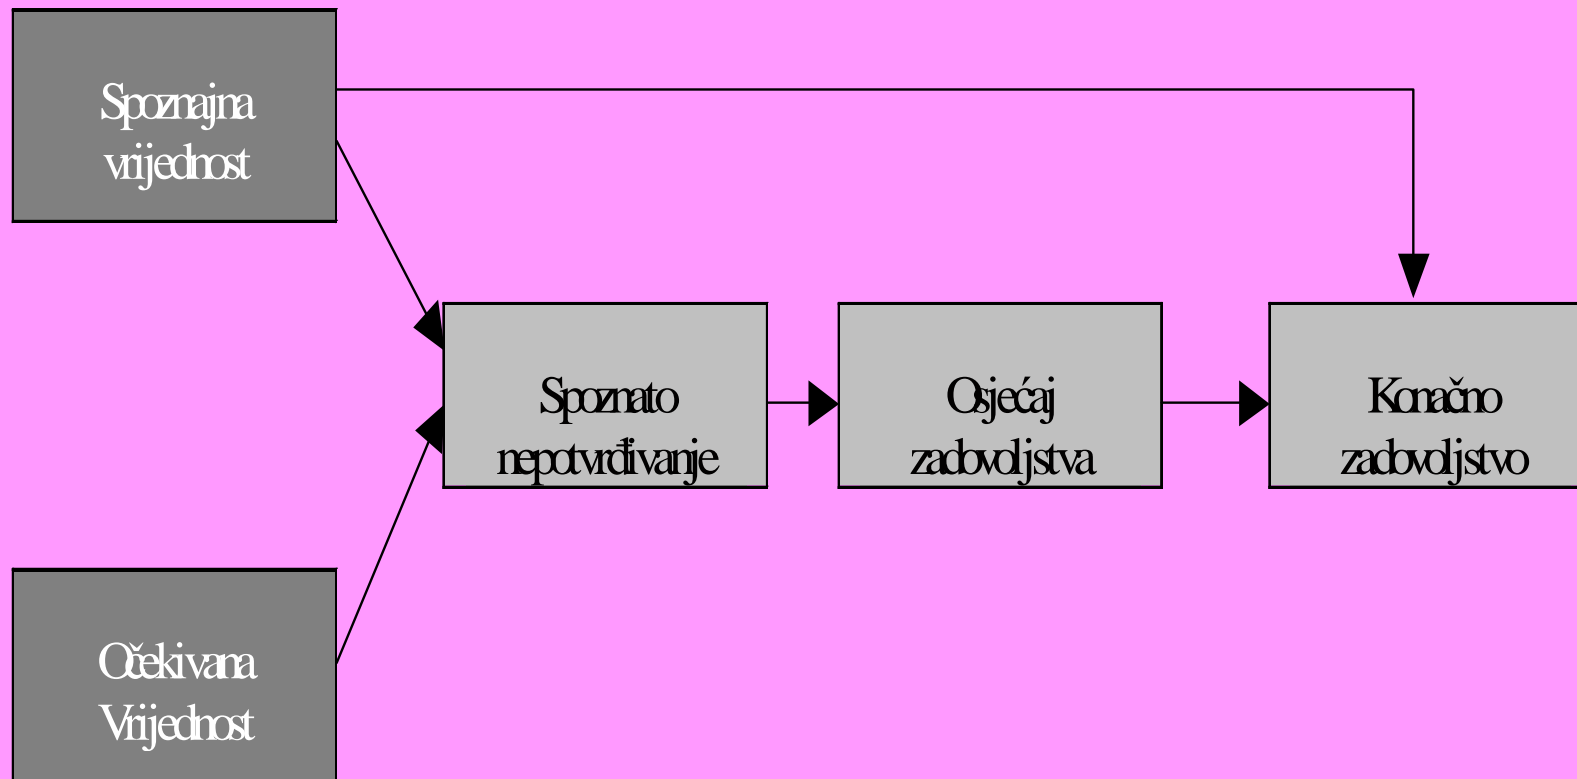 Spoznajna
vrijednost
Spoznato
nepotvrđivanje
Osjećaj
zadovoljstva
Konačno
zadovoljstvo
Očekivana
Vrijednost